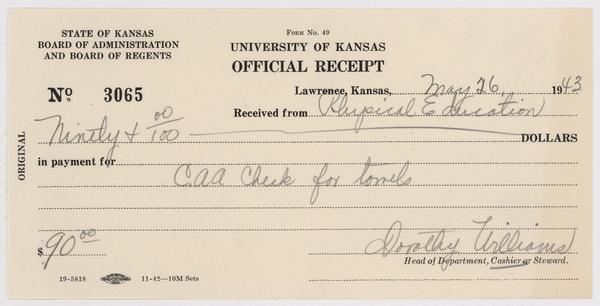 STATE OF KANSAS
BOARD OF ADMINISTRATION
AND BOARD OF REGENTS
Form No. 49
UNIVERSITY OF KANSAS
OFFICIAL RECEIPT
No. 3065
Lawrence, Kansas, May 26 1943
Received from Physical Education
Ninety & 00/100 DOLLARS
in payment for
C.A.A Check for towels
$90.00
Dorothy Williams
Head of Department, Cashier or Steward.
19-5818 11-42—10M Sets
ORIGINAL